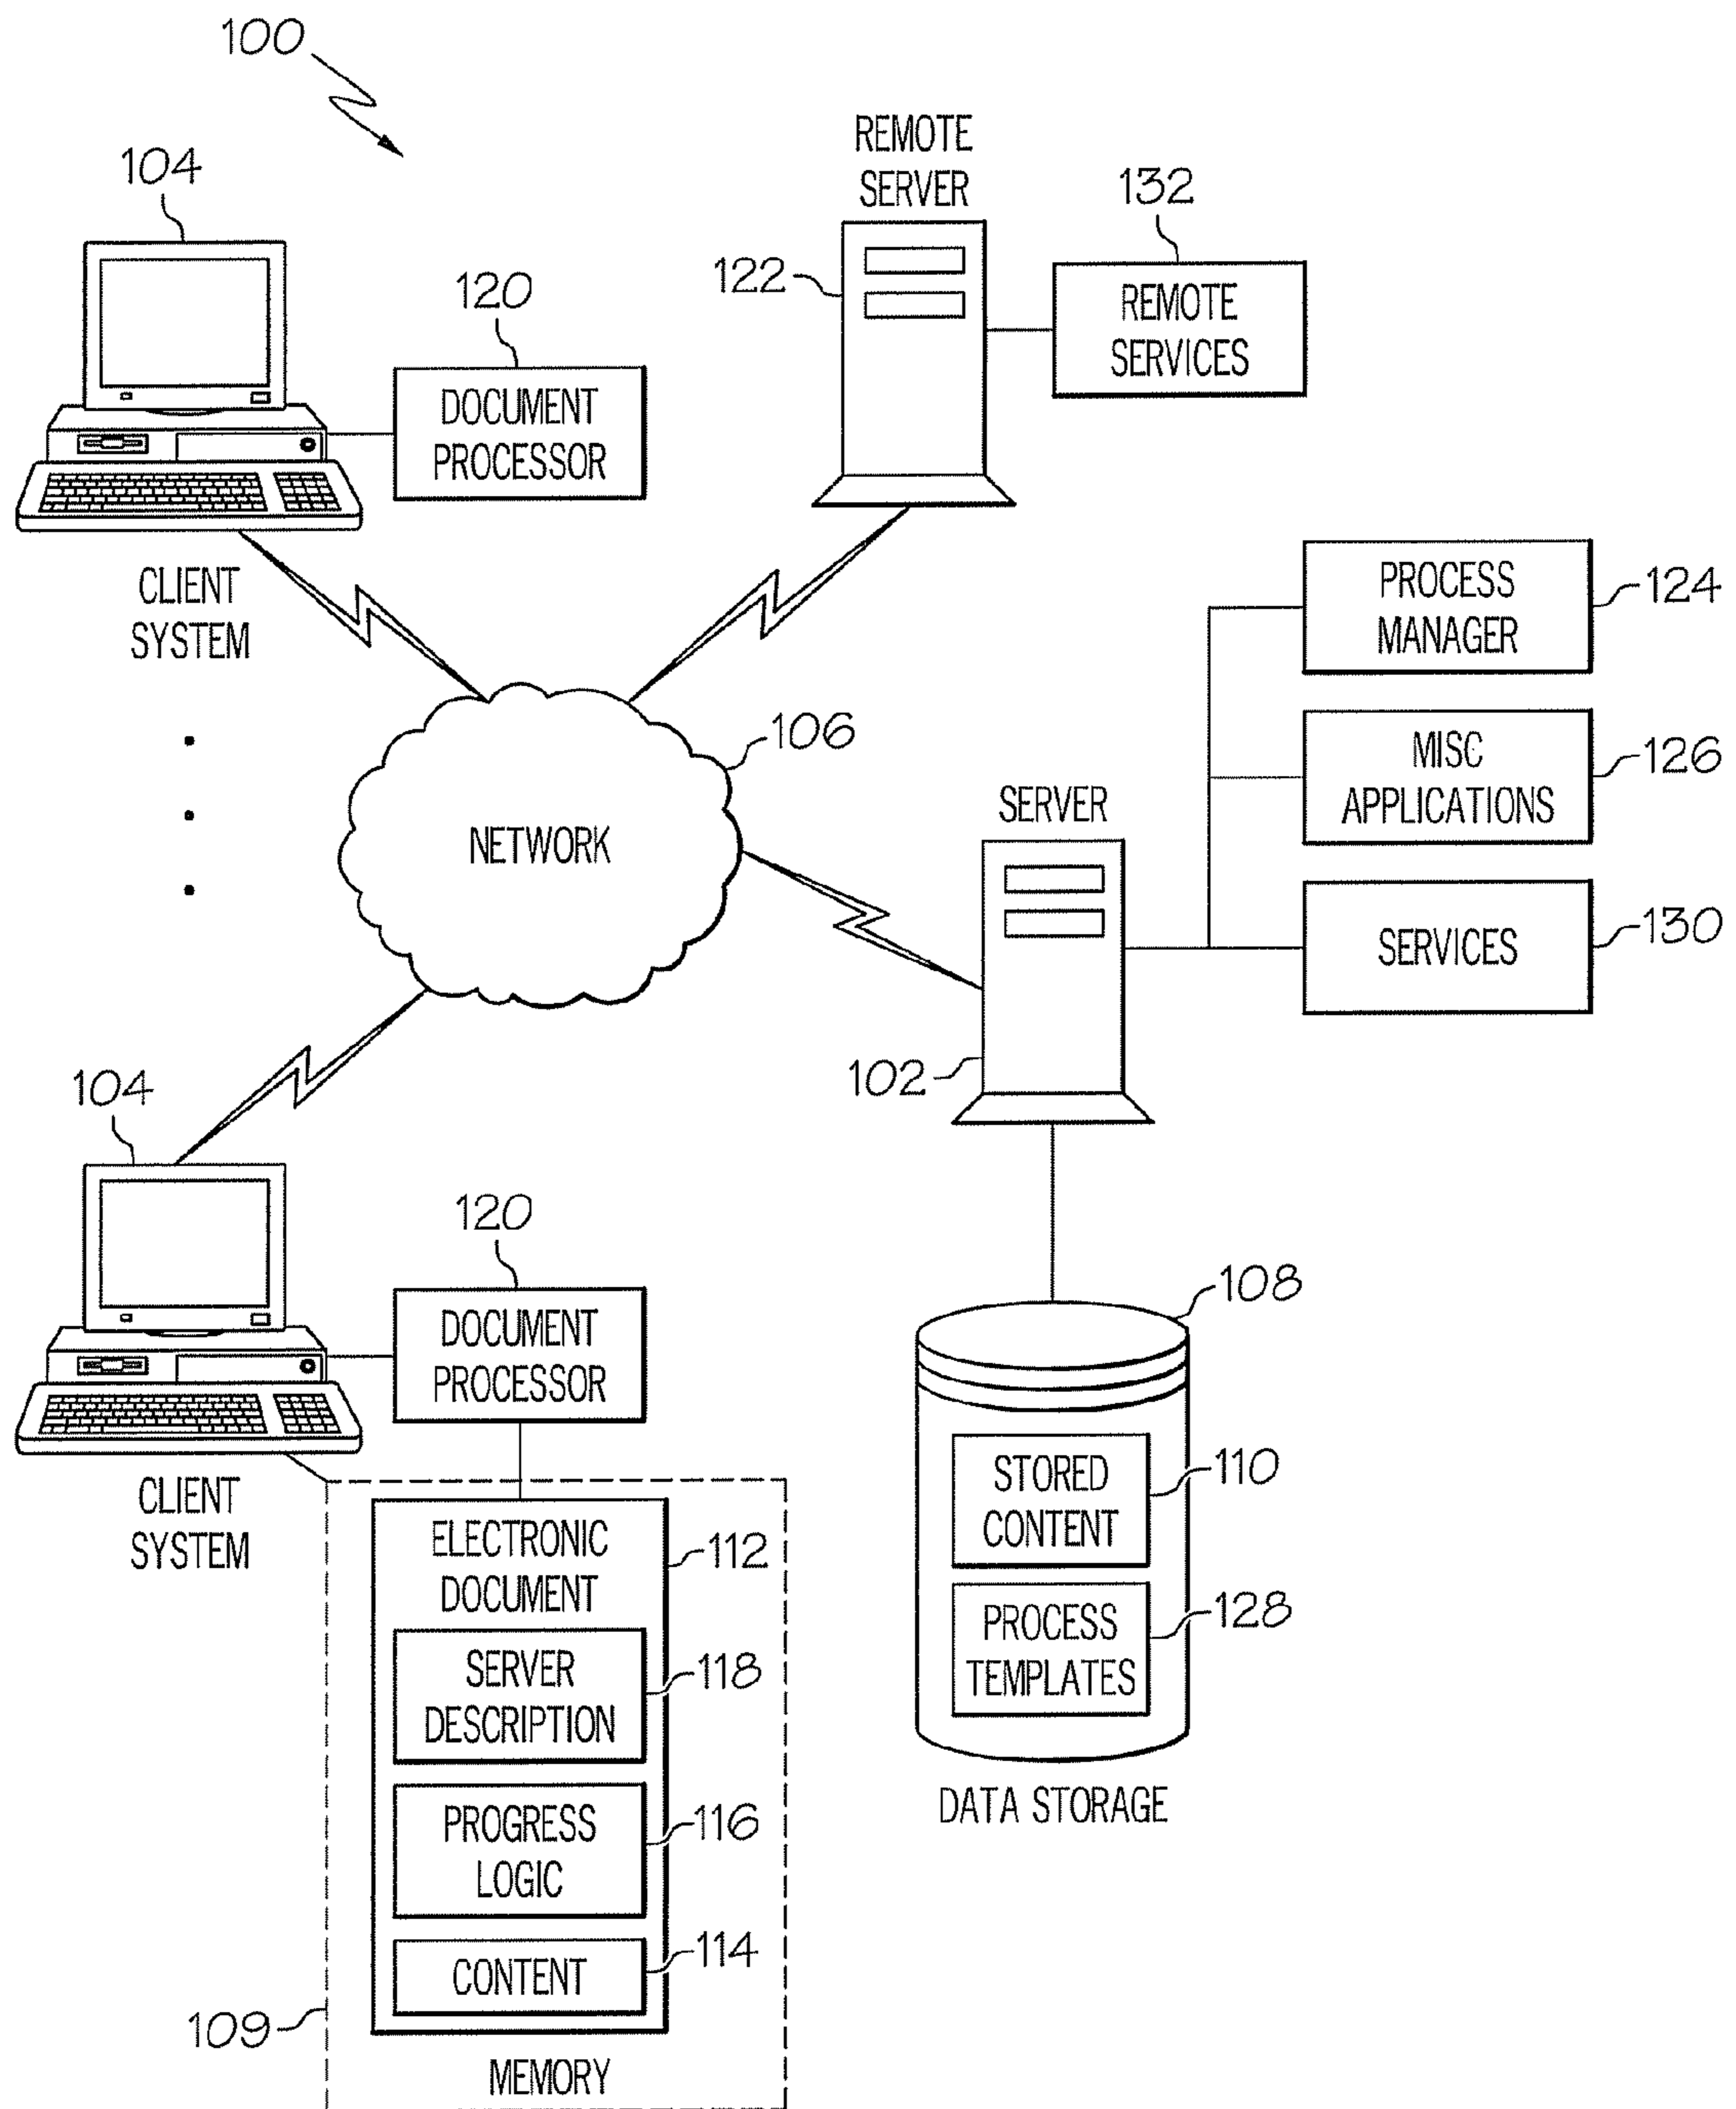 100
104
REMOTE
SERVER
132
122
REMOTE
SERVICES
120
DOCUMENT
PROCESSOR
CLIENT
SYSTEM
PROCESS
MANAGER
124
106
MISC
APPLICATIONS
126
NETWORK
SERVER
SERVICES
130
102
104
120
DOCUMENT
PROCESSOR
CLIENT
SYSTEM
108
STORED
CONTENT
110
PROCESS
TEMPLATES
128
DATA STORAGE
ELECTRONIC
DOCUMENT
112
SERVER
DESCRIPTION
118
PROGRESS
LOGIC
116
CONTENT
114
109
MEMORY